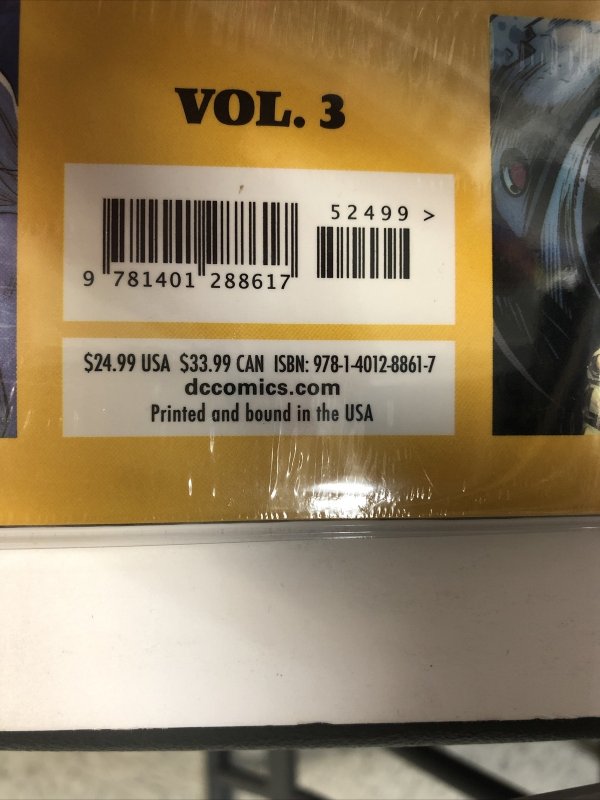 VOL. 3
52499 >
9 781401 288617
$24.99 USA $33.99 CAN ISBN: 978-1-4012-8861-7
dccomics.com
Printed and bound in the USA